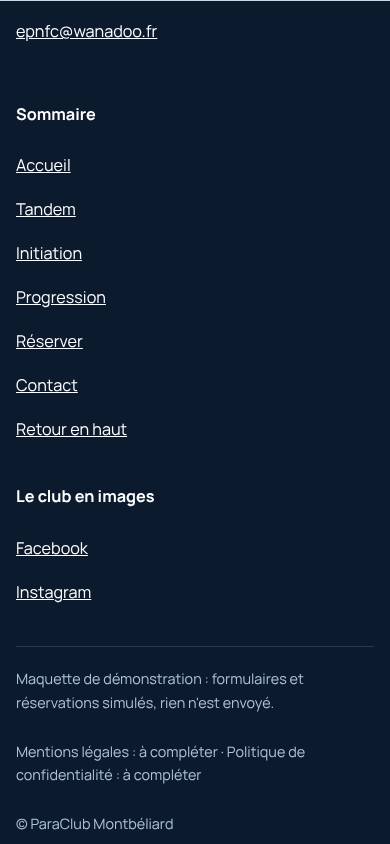 epnfc@wanadoo.fr
Sommaire
Accueil
Tandem
Initiation
Progression
Réserver
Contact
Retour en haut
Le club en images
Facebook
Instagram
Maquette de démonstration : formulaires et
réservations simulés, rien n'est envoyé.
Mentions légales : à compléter · Politique de
confidentialité : à compléter
© ParaClub Montbéliard